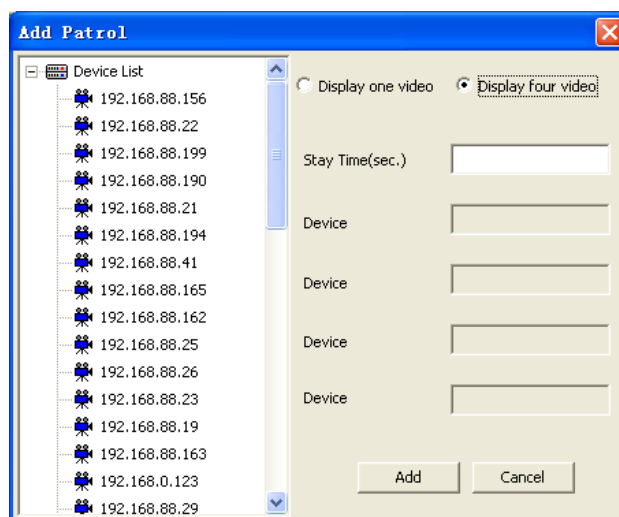 Add Patrol
Device List
192.168.88.156
192.168.88.22
192.168.88.199
192.168.88.190
192.168.88.21
192.168.88.194
192.168.88.41
192.168.88.165
192.168.88.162
192.168.88.25
192.168.88.26
192.168.88.23
192.168.88.19
192.168.88.163
192.168.0.123
192.168.88.29
Display one video
Display four video
Stay Time(sec.)
Device
Device
Device
Device
Add
Cancel